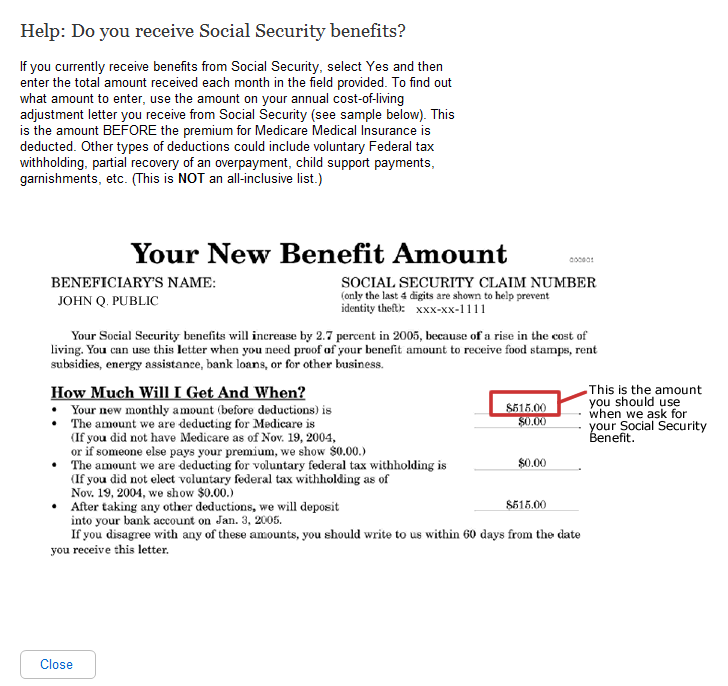 Help: Do you receive Social Security benefits?
If you currently receive benefits from Social Security, select Yes and then
enter the total amount received each month in the field provided. To find out
what amount to enter, use the amount on your annual cost-of-living
adjustment letter you receive from Social Security (see sample below). This
is the amount BEFORE the premium for Medicare Medical Insurance is
deducted. Other types of deductions could include voluntary Federal tax
withholding, partial recovery of an overpayment, child support payments,
garnishments, etc. (This is NOT an all-inclusive list.)
Your New Benefit Amount
BENEFICIARY'S NAME:
JOHN Q. PUBLIC
SOCIAL SECURITY CLAIM NUMBER
(only the last 4 digits are shown to help prevent
identity theft): xxx-xx-1111
Your Social Security benefits will increase by 2.7 percent in 2005, because of a rise in the cost of
living. You can use this letter when you need proof of your benefit amount to receive food stamps, rent
subsidies, energy assistance, bank loans, or for other business.
How Much Will I Get And When?
• Your new monthly amount (before deductions) is $515.00
• The amount we are deducting for Medicare is $0.00
(If you did not have Medicare as of Nov. 19, 2004,
or if someone else pays your premium, we show $0.00.)
• The amount we are deducting for voluntary federal tax withholding is $0.00
(If you did not elect voluntary federal tax withholding as of
Nov. 19, 2004, we show $0.00.)
• After taking any other deductions, we will deposit $515.00
into your bank account on Jan. 3, 2005.
If you disagree with any of these amounts, you should write to us within 60 days from the date
you receive this letter.
This is the amount
you should use
when we ask for
your Social Security
Benefit.
Close